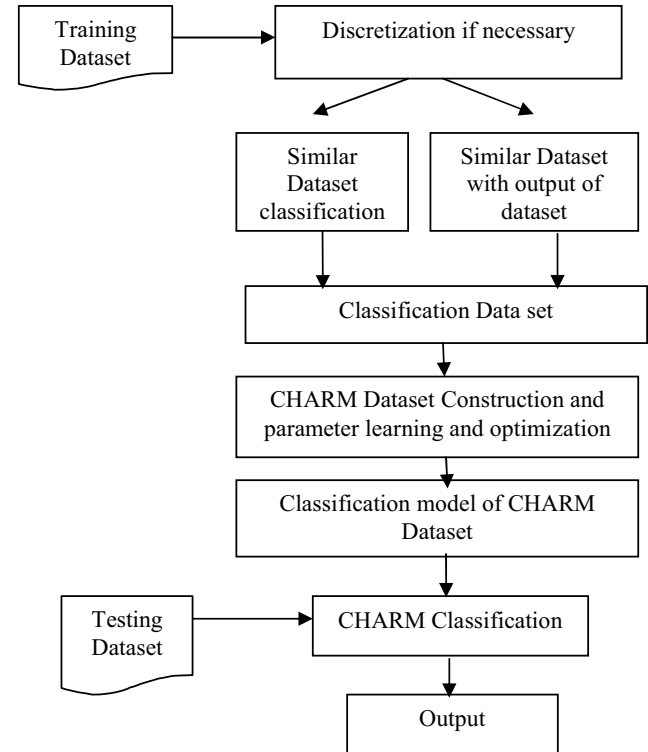 Training
Dataset
Discretization if necessary
Similar
Dataset
classification
Similar Dataset
with output of
dataset
Classification Data set
CHARM Dataset Construction and
parameter learning and optimization
Classification model of CHARM
Dataset
Testing
Dataset
CHARM Classification
Output